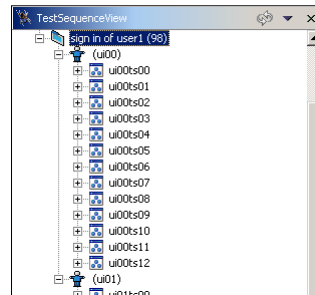 TestSequenceView
sign in of user1 (98)
(ui00)
ui00ts00
ui00ts01
ui00ts02
ui00ts03
ui00ts04
ui00ts05
ui00ts06
ui00ts07
ui00ts08
ui00ts09
ui00ts10
ui00ts11
ui00ts12
(ui01)
ui01ts00